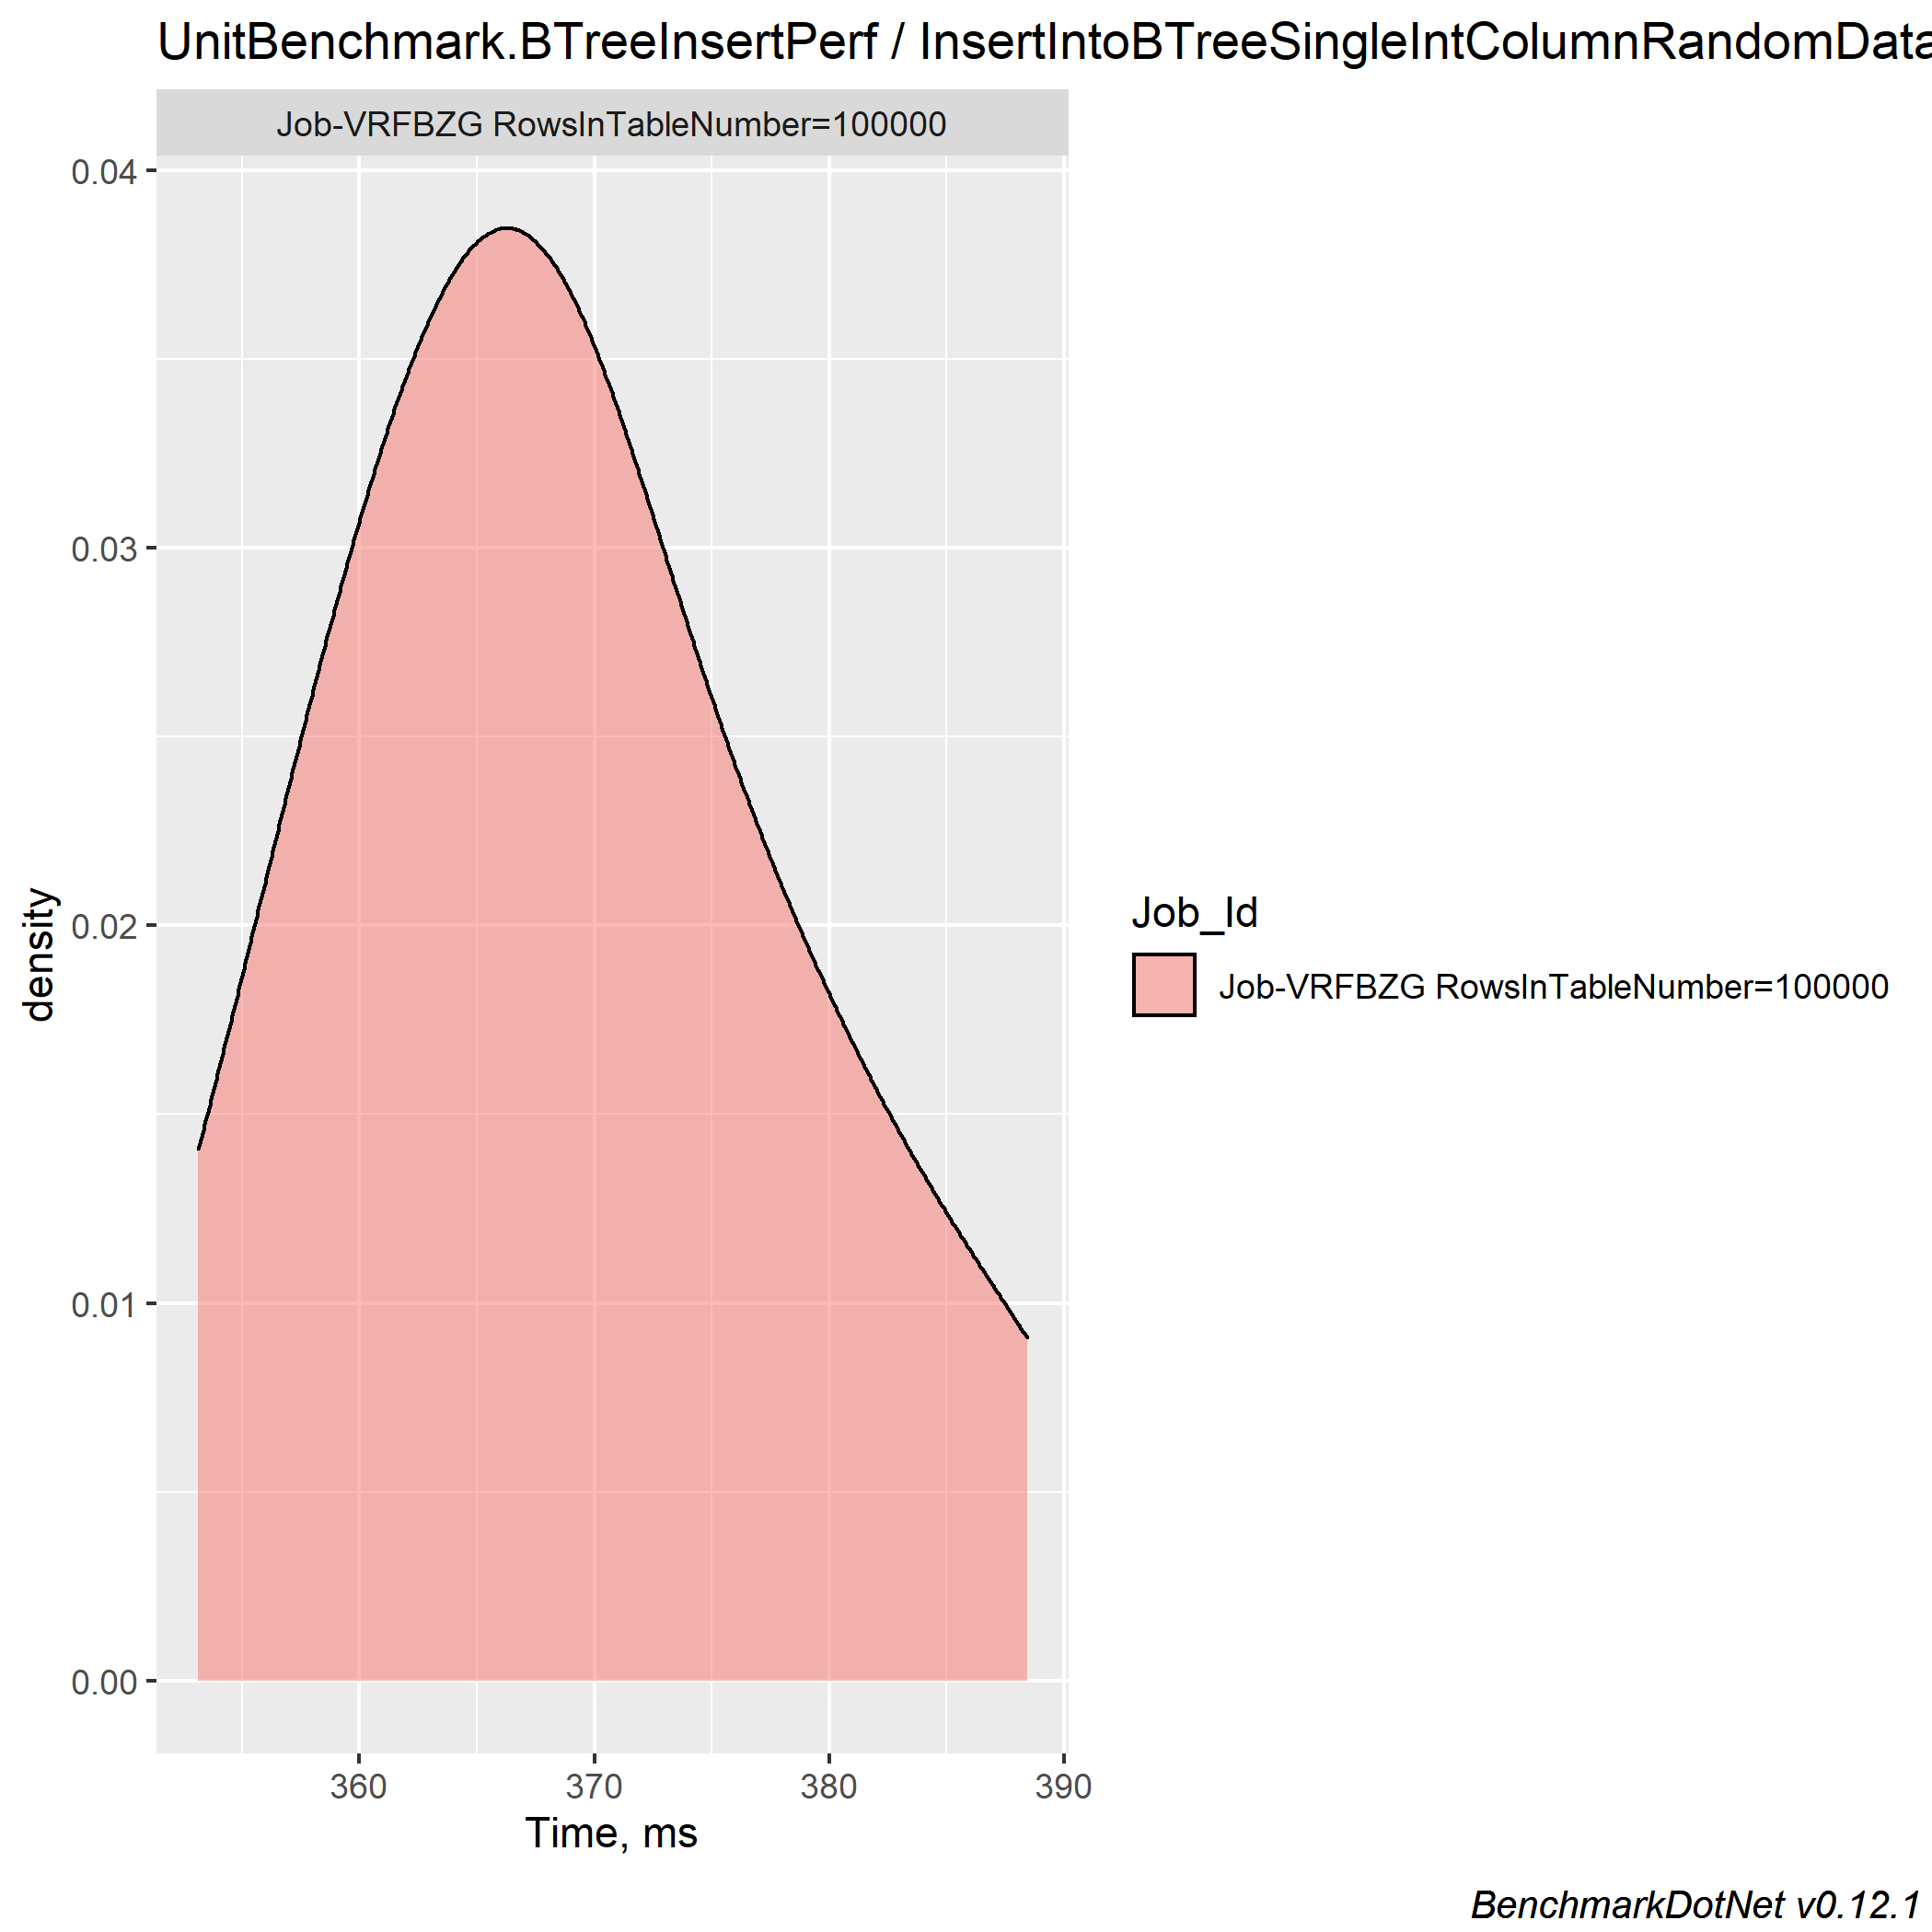 UnitBenchmark.BTreeInsertPerf / InsertIntoBTreeSingleIntColumnRandomData
Job-VRFBZG RowsInTableNumber=100000
0.04
0.03
0.02
0.01
0.00
density
360 370 380 390
Time, ms
Job_Id
Job-VRFBZG RowsInTableNumber=100000
BenchmarkDotNet v0.12.1